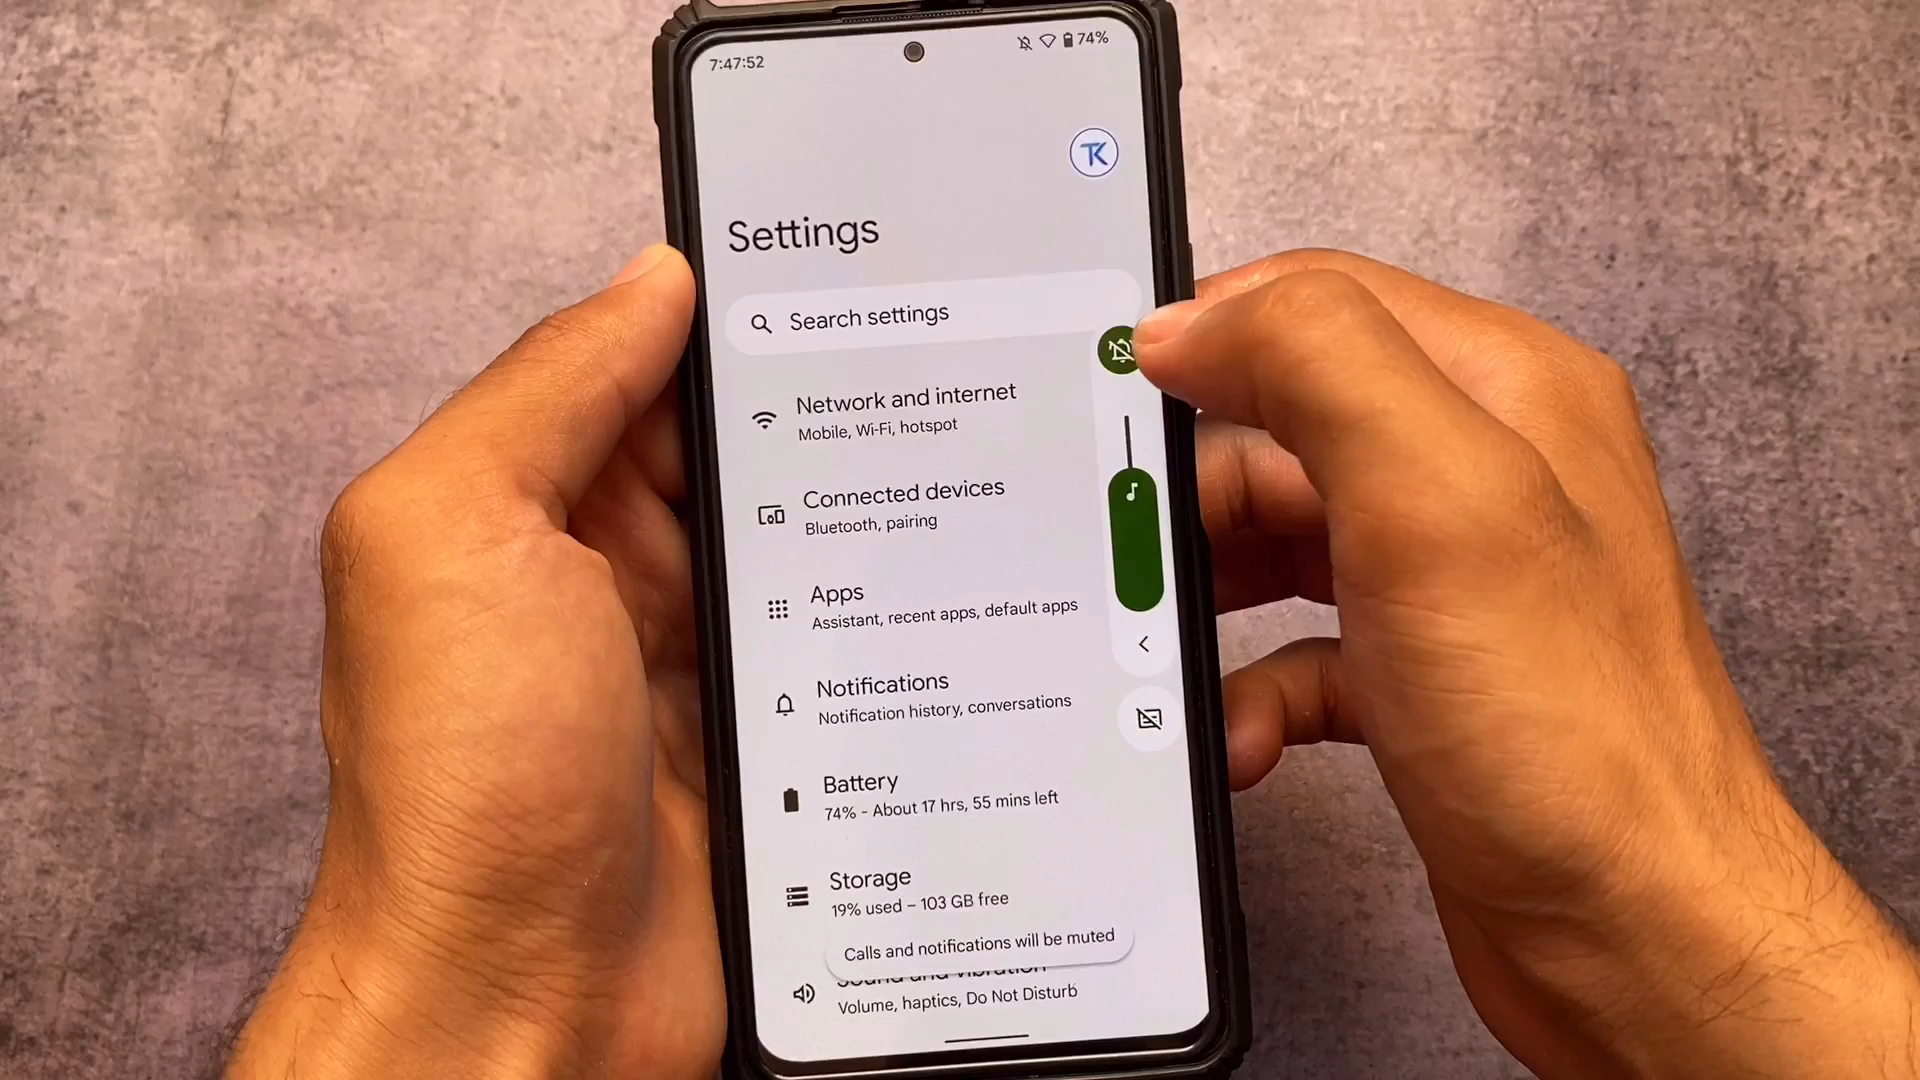 7:47:52
74%
TK
Settings
Search settings
Network and internet
Mobile, Wi-Fi, hotspot
Connected devices
Bluetooth, pairing
Apps
Assistant, recent apps, default apps
Notifications
Notification history, conversations
Battery
74% - About 17 hrs, 55 mins left
Storage
19% used – 103 GB free
Calls and notifications will be muted
Sound and vibration
Volume, haptics, Do Not Disturb